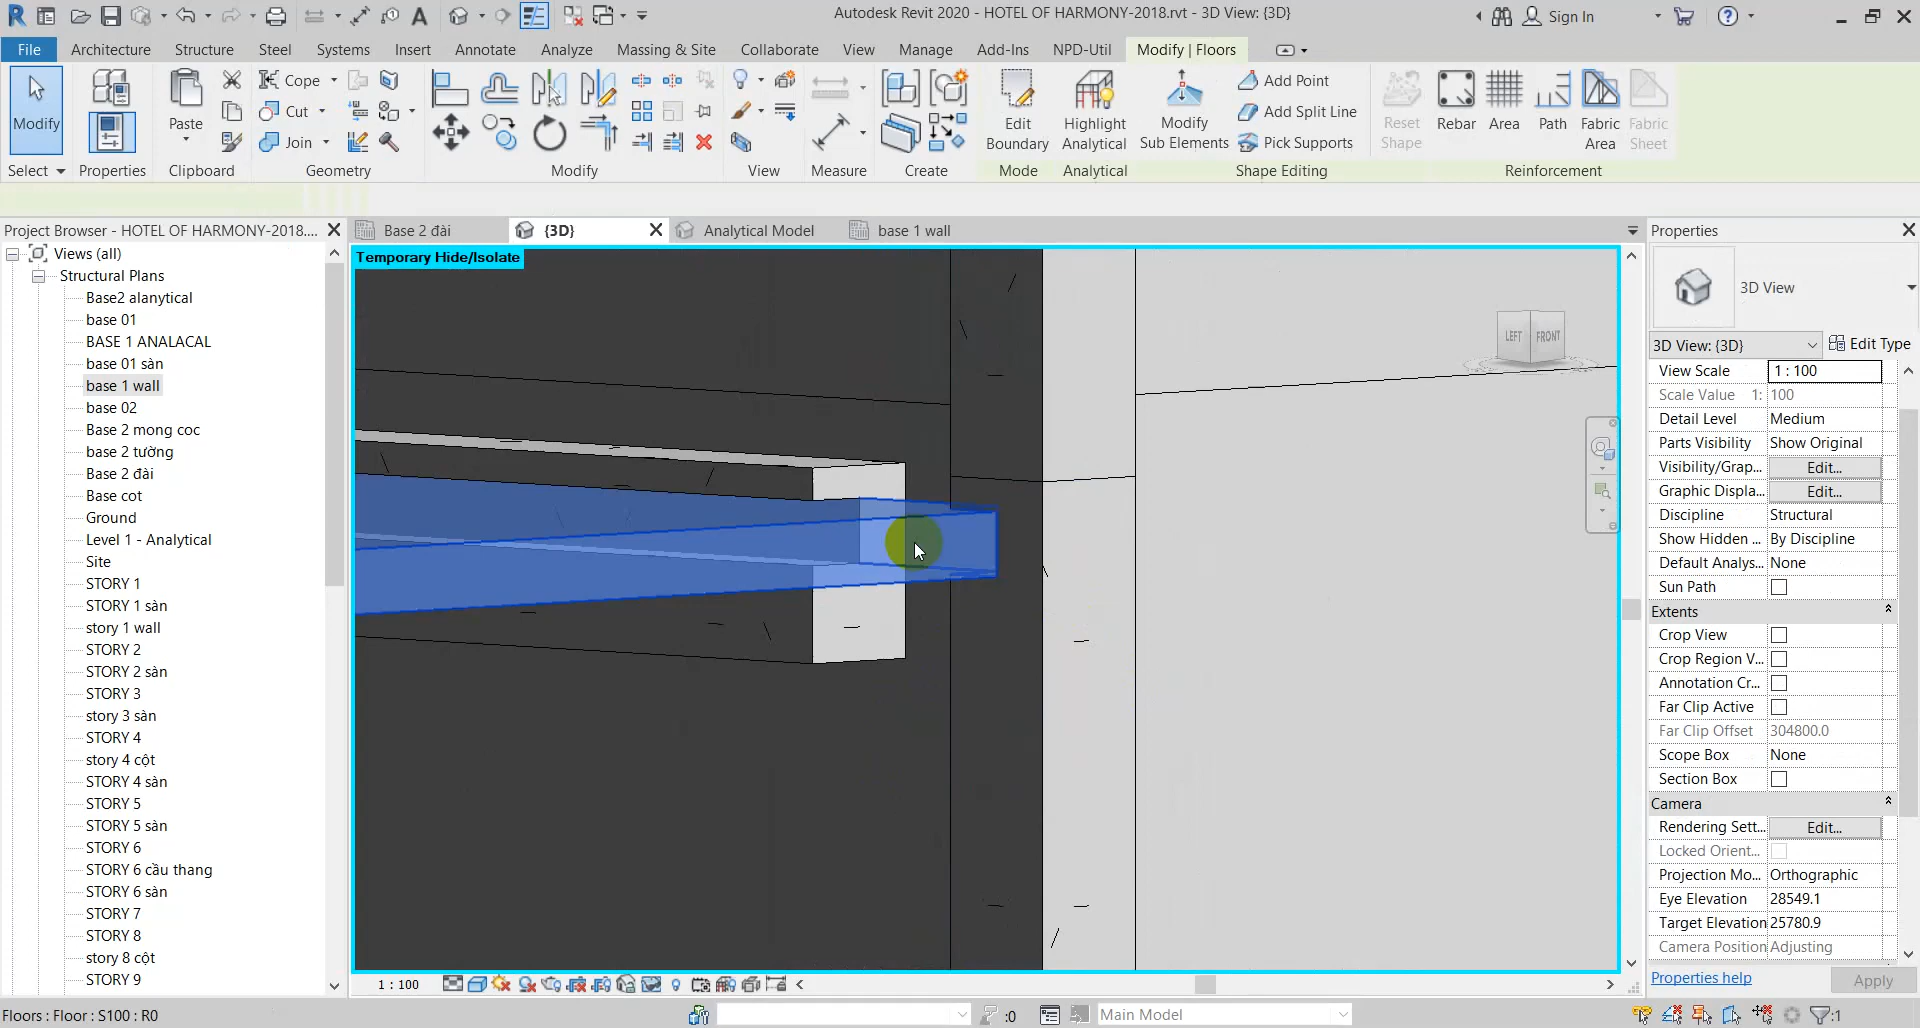 Autodesk Revit 2020 - HOTEL OF HARMONY-2018.rvt - 3D View: {3D}
Sign In
File Architecture Structure Steel Systems Insert Annotate Analyze Massing & Site Collaborate View Manage Add-Ins NPD-Util Modify | Floors
Modify
Paste
Cope
Cut
Join
Edit
Boundary
Highlight
Analytical
Modify
Sub Elements
Add Point
Add Split Line
Pick Supports
Reset
Shape
Rebar
Area
Path
Fabric
Area
Fabric
Sheet
Select Properties Clipboard Geometry Modify View Measure Create Mode Analytical Shape Editing Reinforcement
Project Browser - HOTEL OF HARMONY-2018....
Views (all)
Structural Plans
Base2 alanytical
base 01
BASE 1 ANALACAL
base 01 sàn
base 1 wall
base 02
Base 2 mong coc
base 2 tường
Base 2 đài
Base cot
Ground
Level 1 - Analytical
Site
STORY 1
STORY 1 sàn
story 1 wall
STORY 2
STORY 2 sàn
STORY 3
story 3 sàn
STORY 4
story 4 cột
STORY 4 sàn
STORY 5
STORY 5 sàn
STORY 6
STORY 6 cầu thang
STORY 6 sàn
STORY 7
STORY 8
story 8 cột
STORY 9
Base 2 đài {3D} Analytical Model base 1 wall
Temporary Hide/Isolate
LEFT FRONT
1 : 100
Properties
3D View
3D View: {3D} Edit Type
View Scale 1 : 100
Scale Value 1: 100
Detail Level Medium
Parts Visibility Show Original
Visibility/Grap... Edit...
Graphic Displa... Edit...
Discipline Structural
Show Hidden ... By Discipline
Default Analys... None
Sun Path
Extents
Crop View
Crop Region V...
Annotation Cr...
Far Clip Active
Far Clip Offset 304800.0
Scope Box None
Section Box
Camera
Rendering Sett... Edit...
Locked Orient...
Projection Mo... Orthographic
Eye Elevation 28549.1
Target Elevation 25780.9
Camera Position Adjusting
Properties help Apply
Floors : Floor : S100 : R0
:0
Main Model
:1